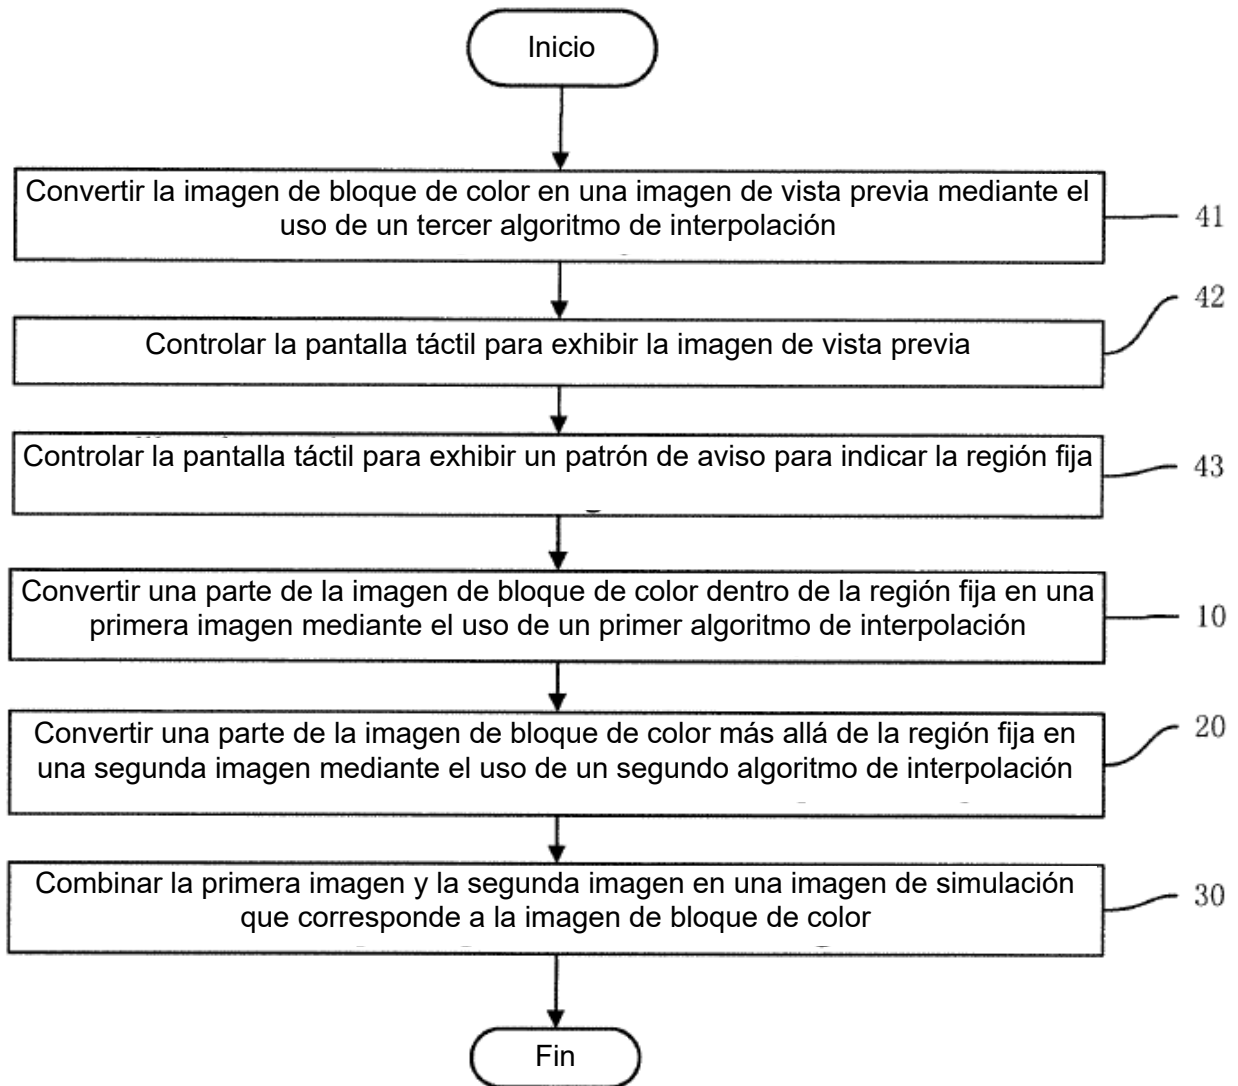 Inicio
Convertir la imagen de bloque de color en una imagen de vista previa mediante el
uso de un tercer algoritmo de interpolación
41
42
Controlar la pantalla táctil para exhibir la imagen de vista previa
Controlar la pantalla táctil para exhibir un patrón de aviso para indicar la región fija
43
Convertir una parte de la imagen de bloque de color dentro de la región fija en una
primera imagen mediante el uso de un primer algoritmo de interpolación
10
Convertir una parte de la imagen de bloque de color más allá de la región fija en
una segunda imagen mediante el uso de un segundo algoritmo de interpolación
20
Combinar la primera imagen y la segunda imagen en una imagen de simulación
que corresponde a la imagen de bloque de color
30
Fin